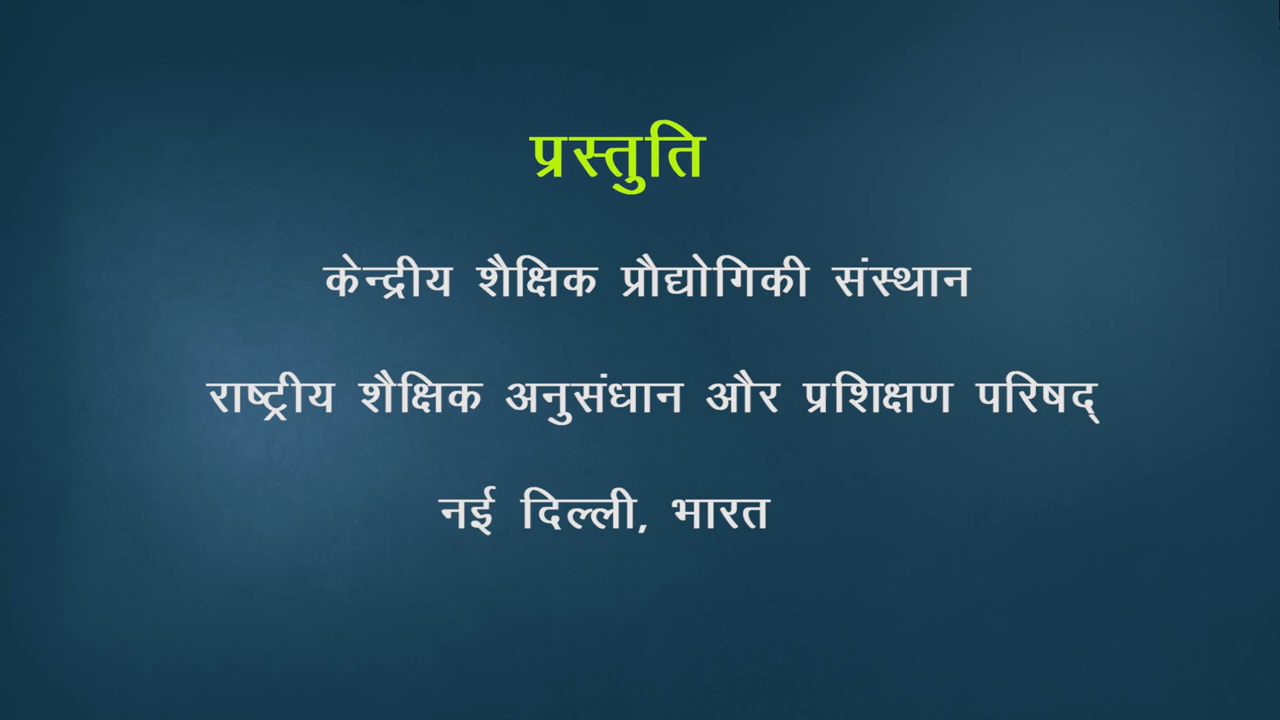 प्रस्तुति
केन्द्रीय शैक्षिक प्रौद्योगिकी संस्थान
राष्ट्रीय शैक्षिक अनुसंधान और प्रशिक्षण परिषद्
नई दिल्ली, भारत